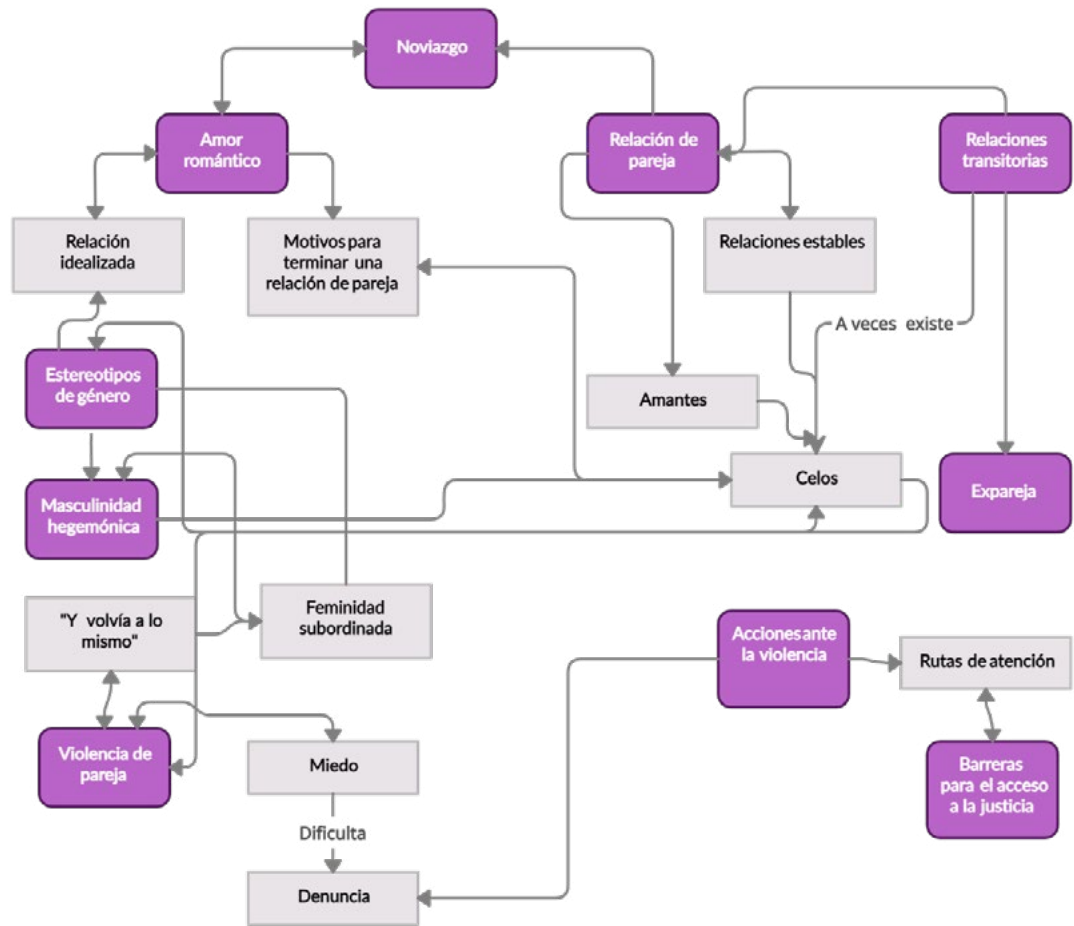 Noviazgo
Amor
romántico
Relación de
pareja
Relaciones
transitorias
Relación
idealizada
Motivos para
terminar una
relación de pareja
Relaciones estables
A veces existe
Estereotipos
de género
Amantes
Masculinidad
hegemónica
Celos
Expareja
"Y volvía a lo
mismo"
Feminidad
subordinada
Acciones ante
la violencia
Rutas de atención
Violencia de
pareja
Miedo
Barreras
para el acceso
a la justicia
Dificulta
Denuncia